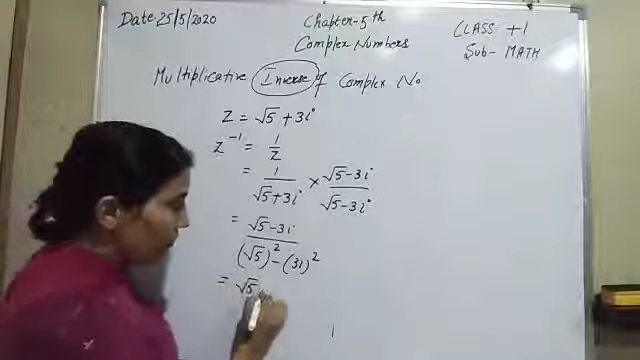 Date:25/5/2020
Chapter-5th
Complex Numbers
CLASS +1
Sub- MATH
Multiplicative Inverse of Complex No
Z = √5 + 3i
Z⁻¹ = 1/Z
= 1/(√5+3i) × (√5-3i)/(√5-3i)
= (√5-3i)/((√5)² - (3i)²)
= √5